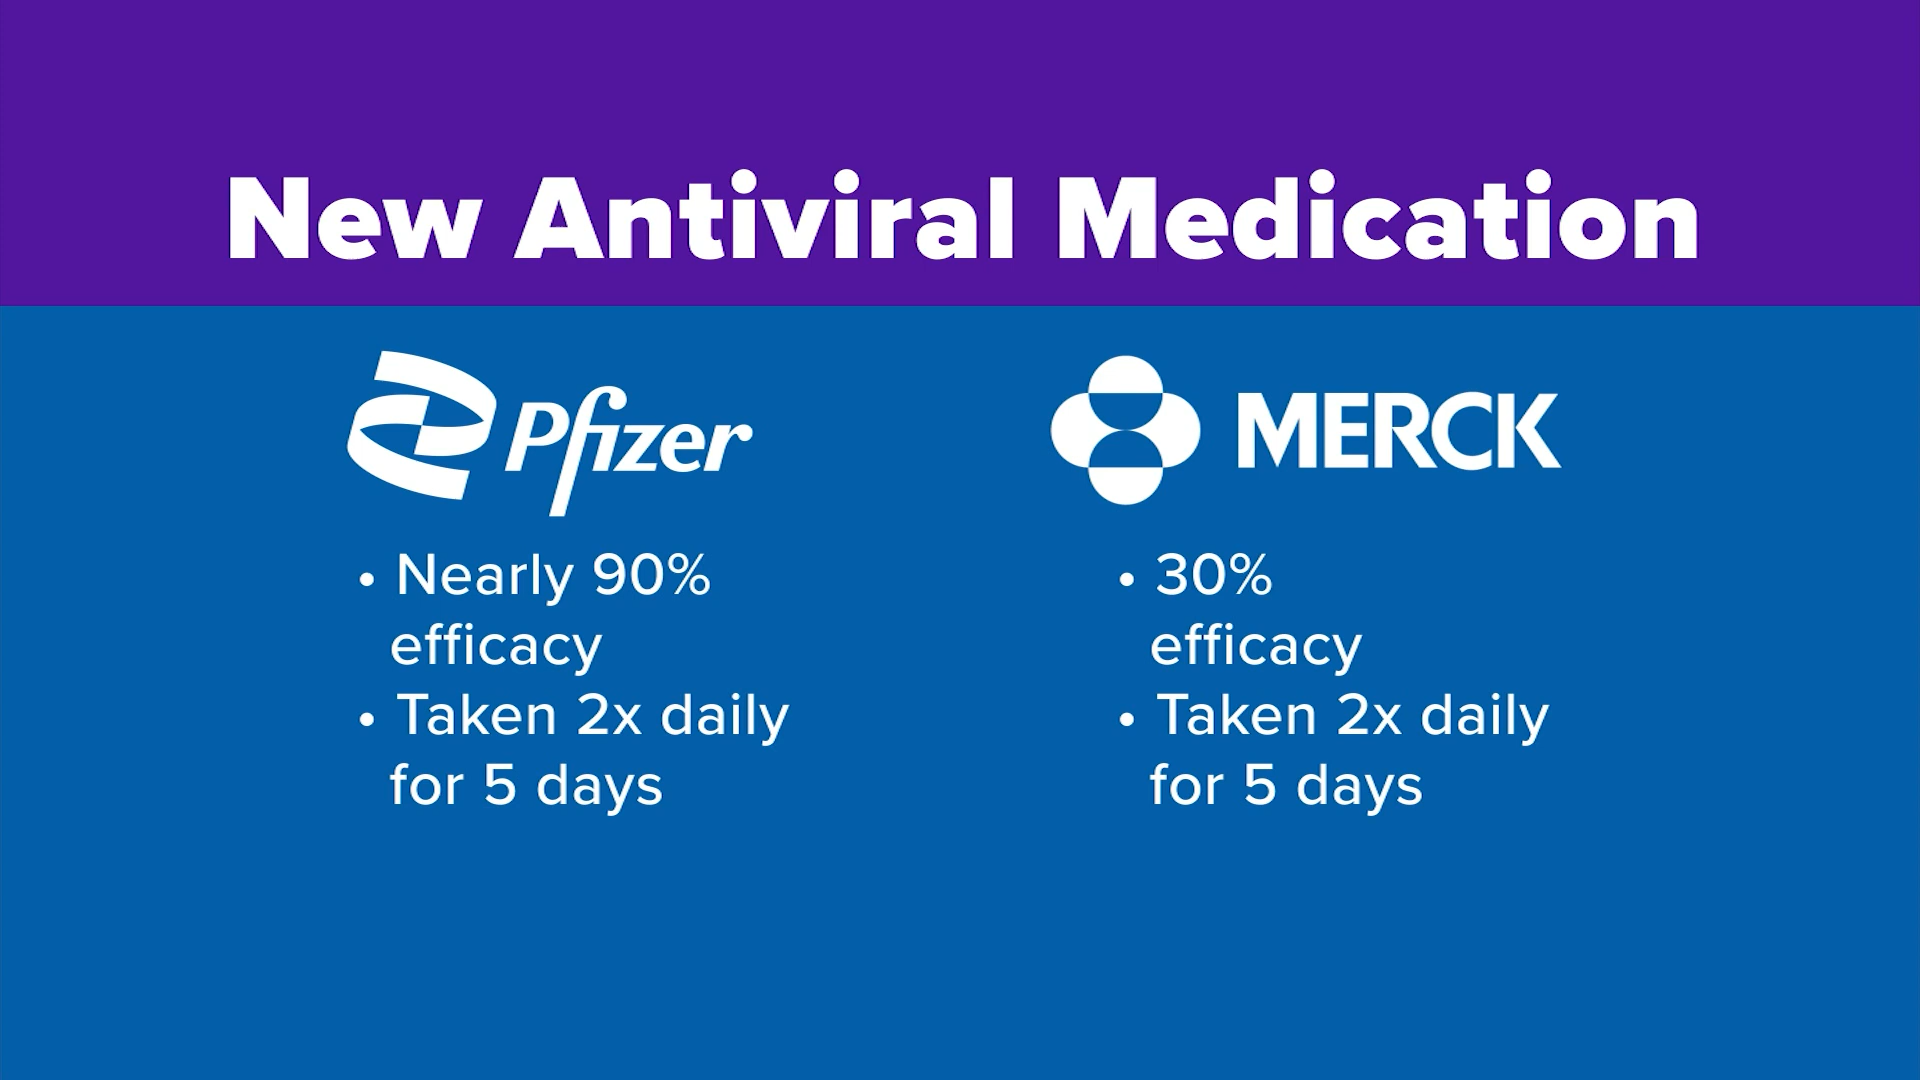 New Antiviral Medication
Pfizer
• Nearly 90%
efficacy
• Taken 2x daily
for 5 days
MERCK
• 30%
efficacy
• Taken 2x daily
for 5 days